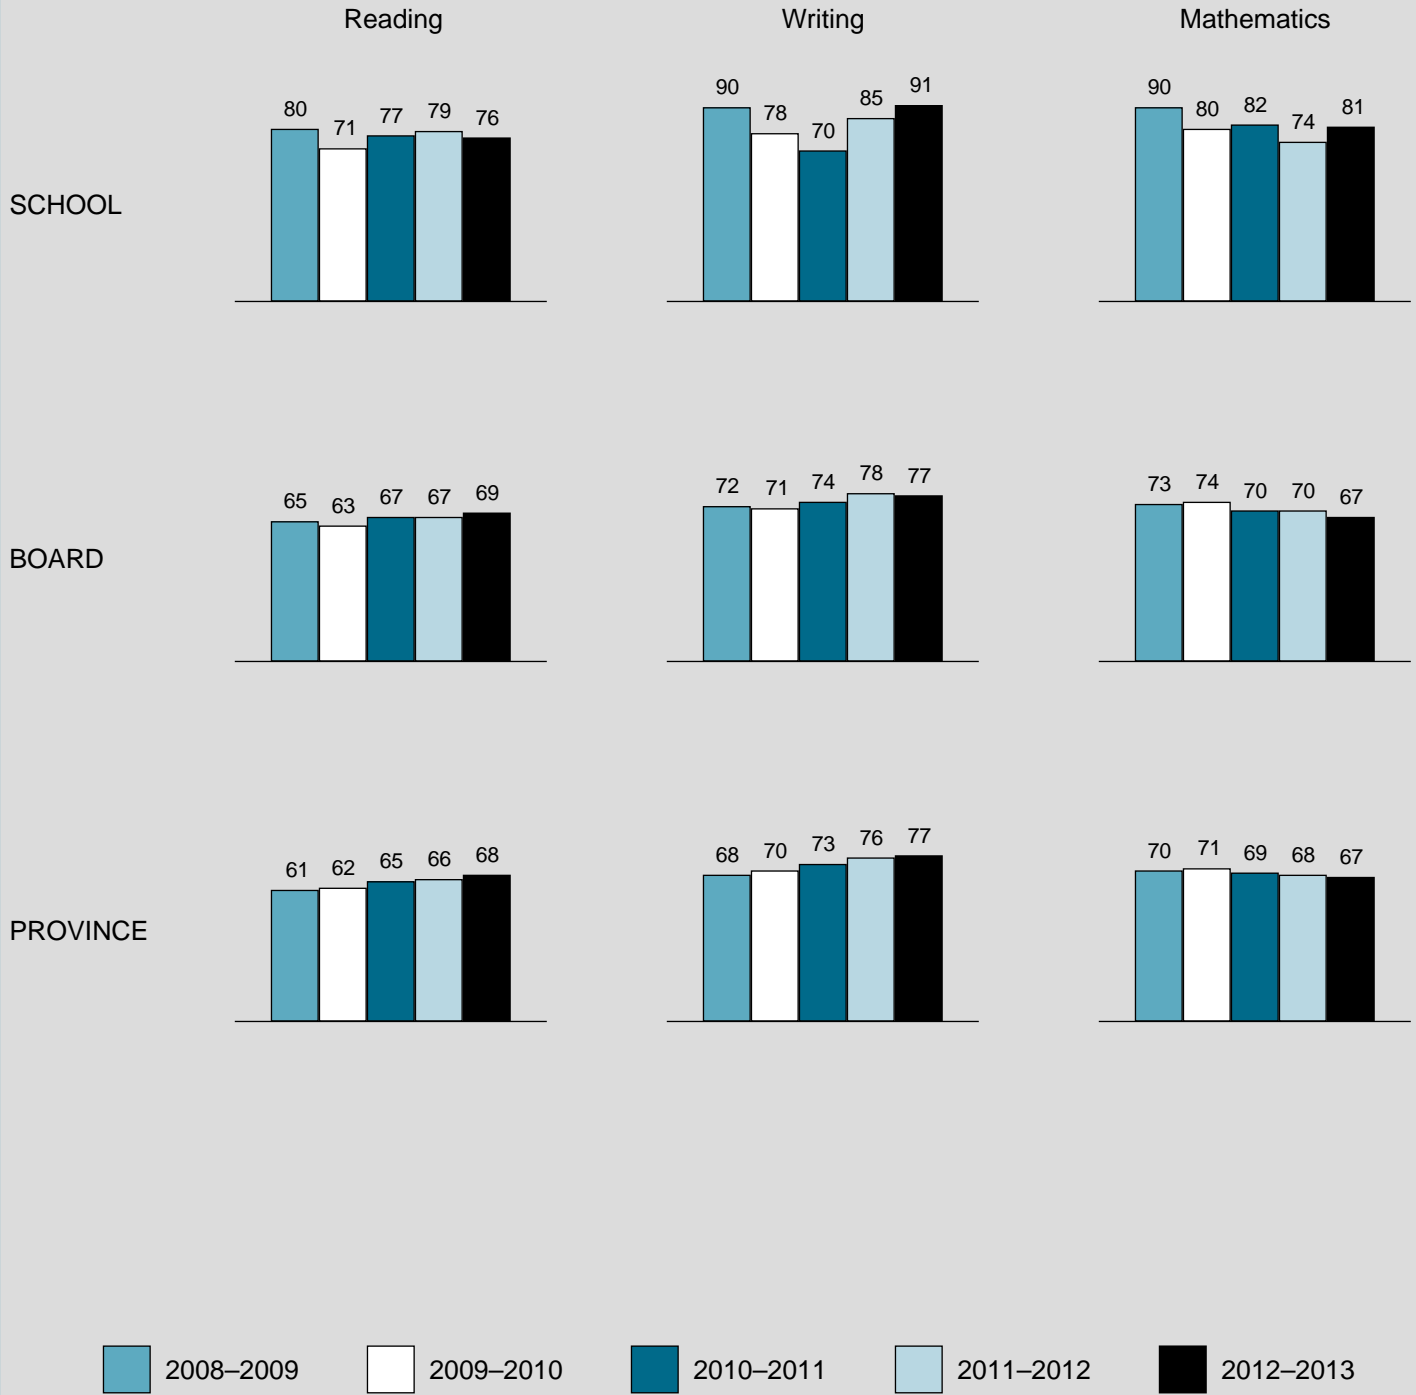 Reading Writing Mathematics
SCHOOL
80 71 77 79 76
90 78 70 85 91
90 80 82 74 81
BOARD
65 63 67 67 69
72 71 74 78 77
73 74 70 70 67
PROVINCE
61 62 65 66 68
68 70 73 76 77
70 71 69 68 67
2008–2009 2009–2010 2010–2011 2011–2012 2012–2013